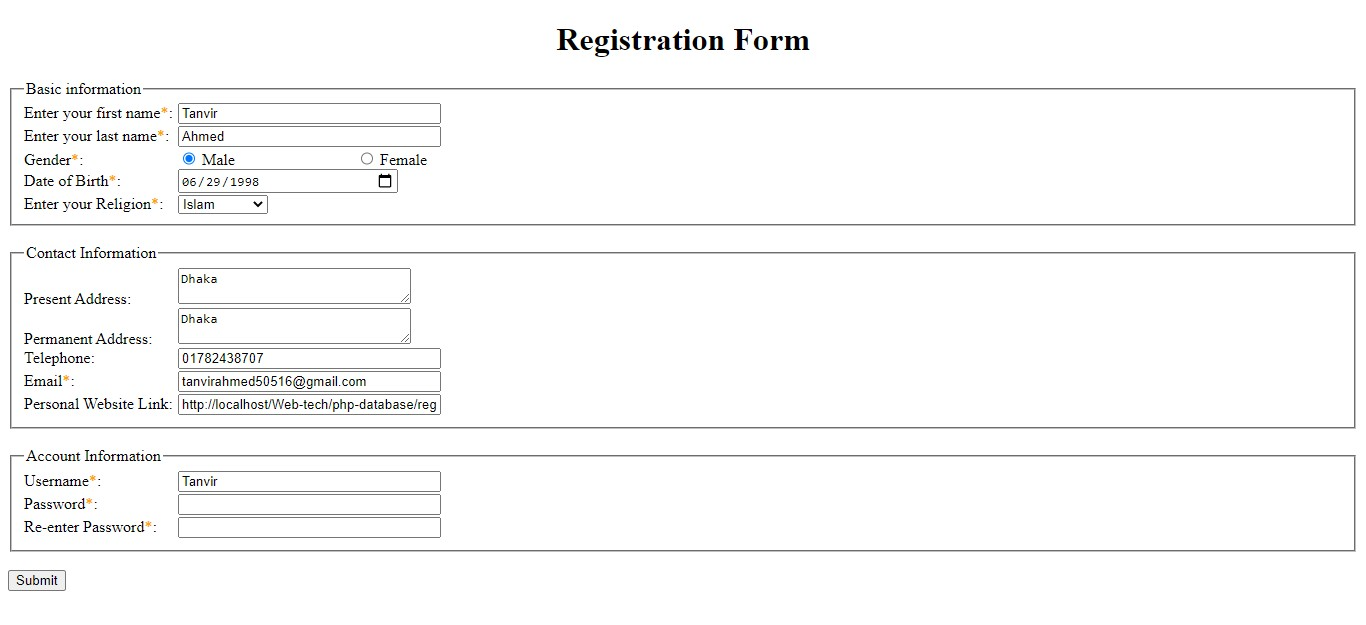 Registration Form
Basic information
Enter your first name*: Tanvir
Enter your last name*: Ahmed
Gender*: Male Female
Date of Birth*: 06/29/1998
Enter your Religion*: Islam
Contact Information
Present Address: Dhaka
Permanent Address: Dhaka
Telephone: 01782438707
Email*: tanvirahmed50516@gmail.com
Personal Website Link: http://localhost/Web-tech/php-database/reg
Account Information
Username*: Tanvir
Password*:
Re-enter Password*:
Submit